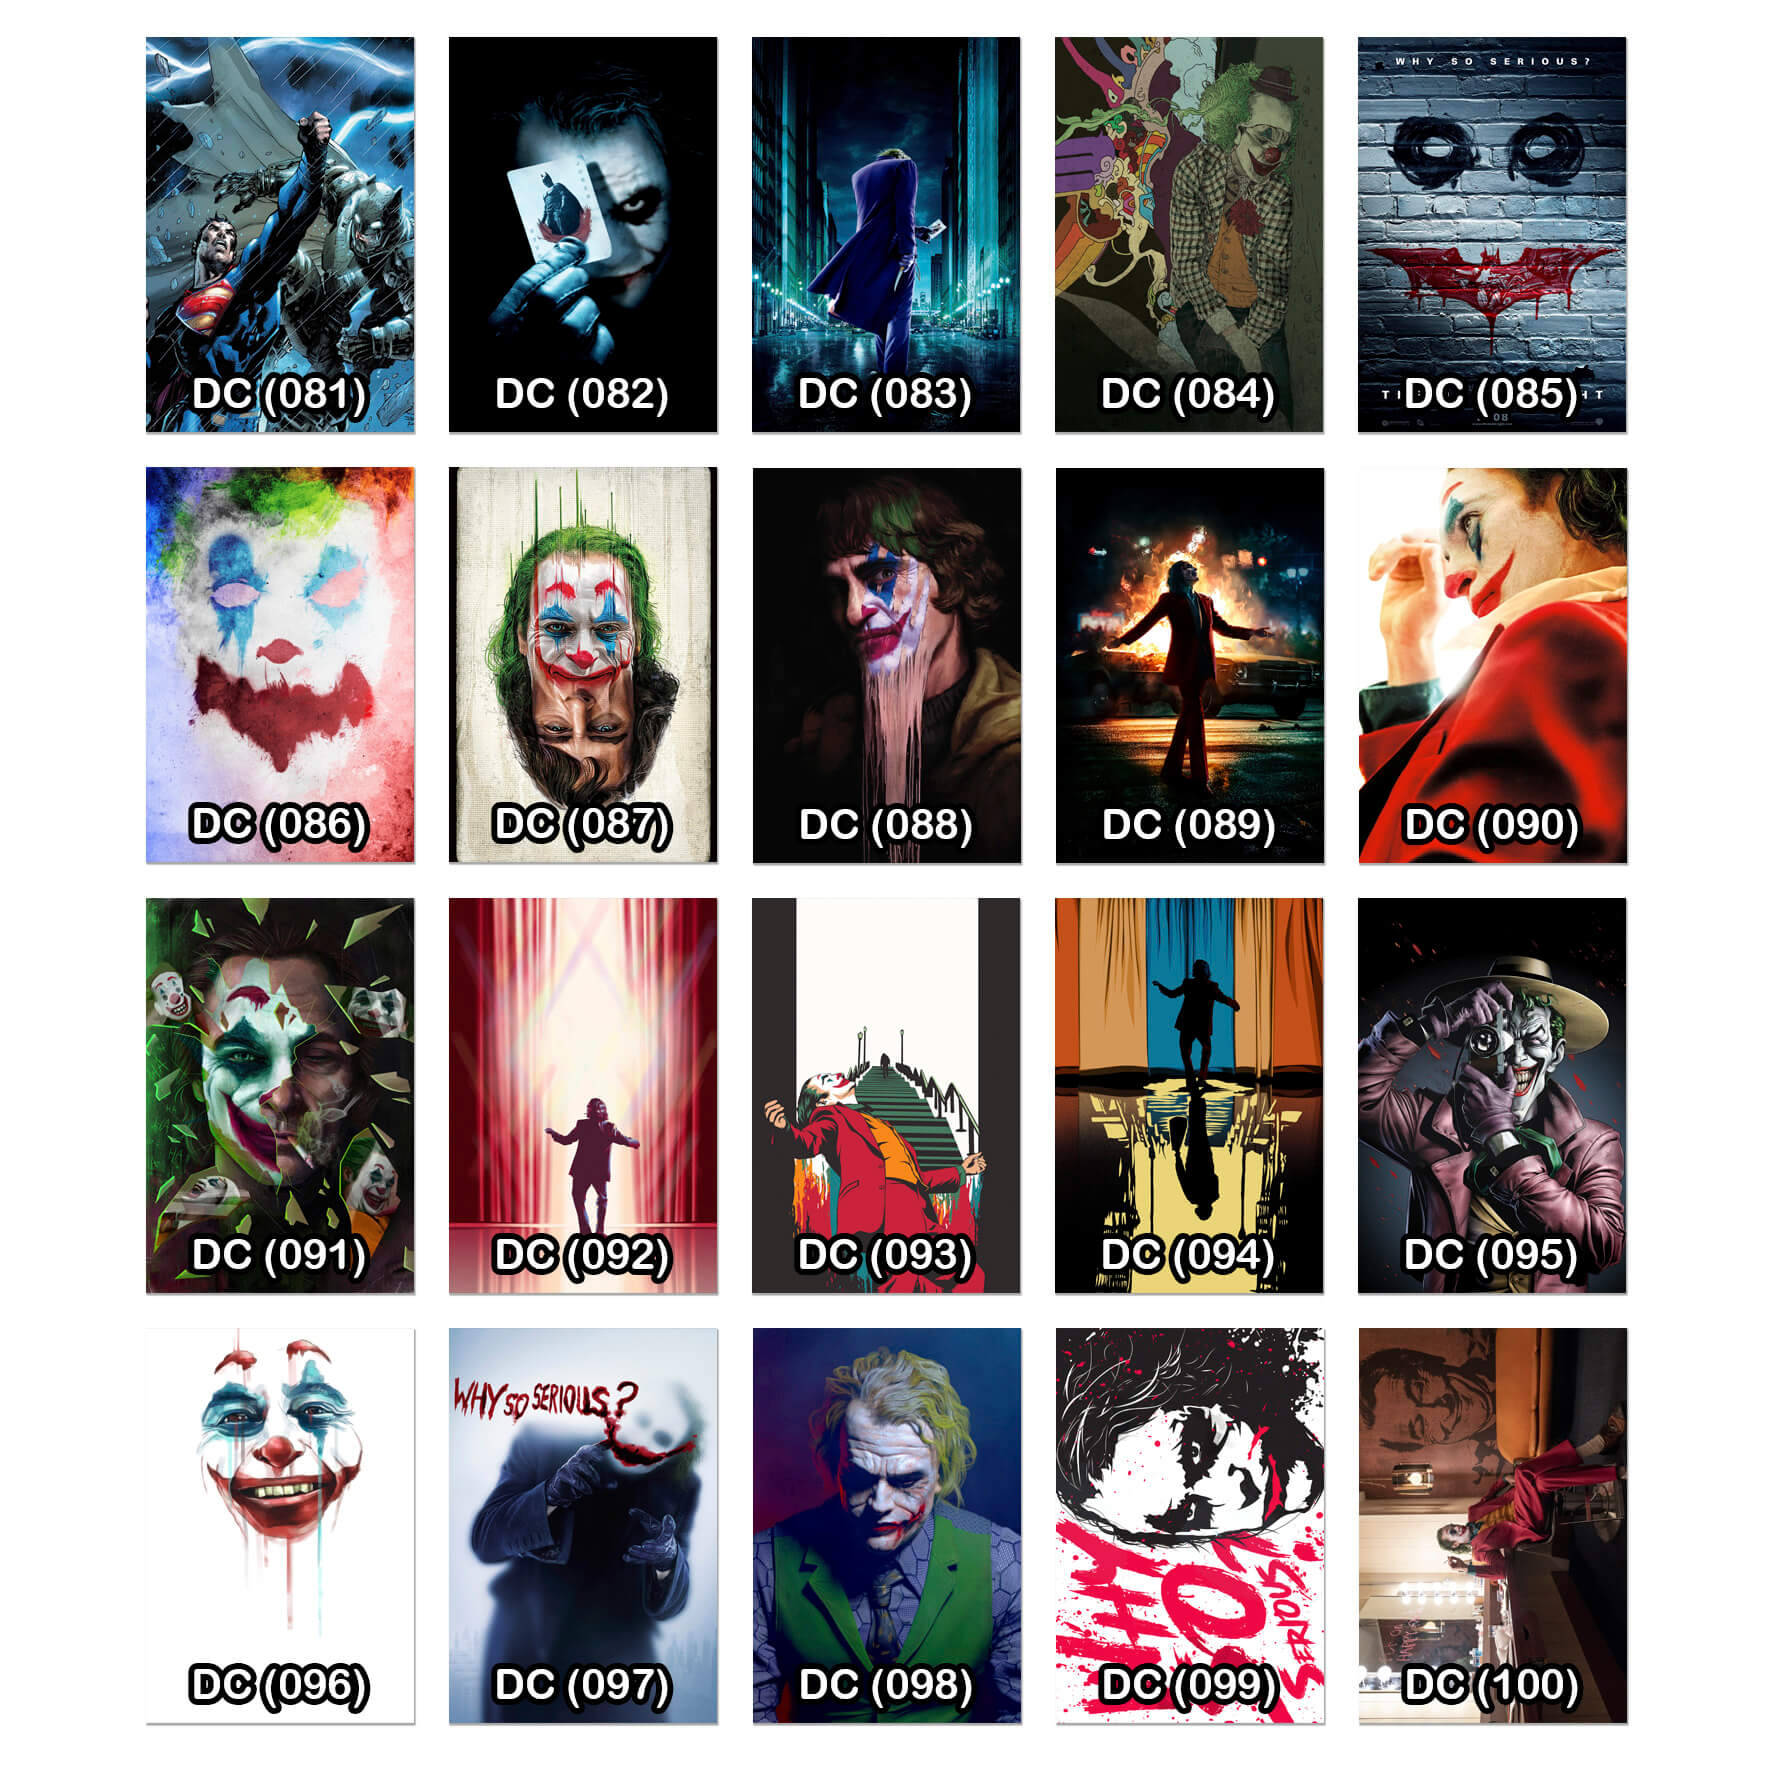 DC (081)
DC (082)
DC (083)
DC (084)
WHY SO SERIOUS?
DC (085)
DC (086)
DC (087)
DC (088)
DC (089)
DC (090)
DC (091)
DC (092)
DC (093)
DC (094)
DC (095)
DC (096)
WHY SO SERIOUS?
DC (097)
DC (098)
WHY
SO
SERIOUS?
DC (099)
DC (100)